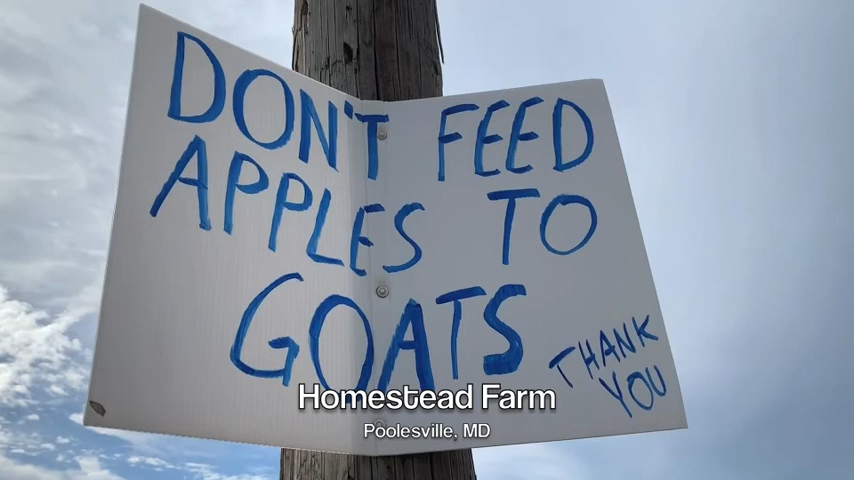 DON'T FEED
APPLES TO
GOATS
THANK
YOU
Homestead Farm
Poolesville, MD